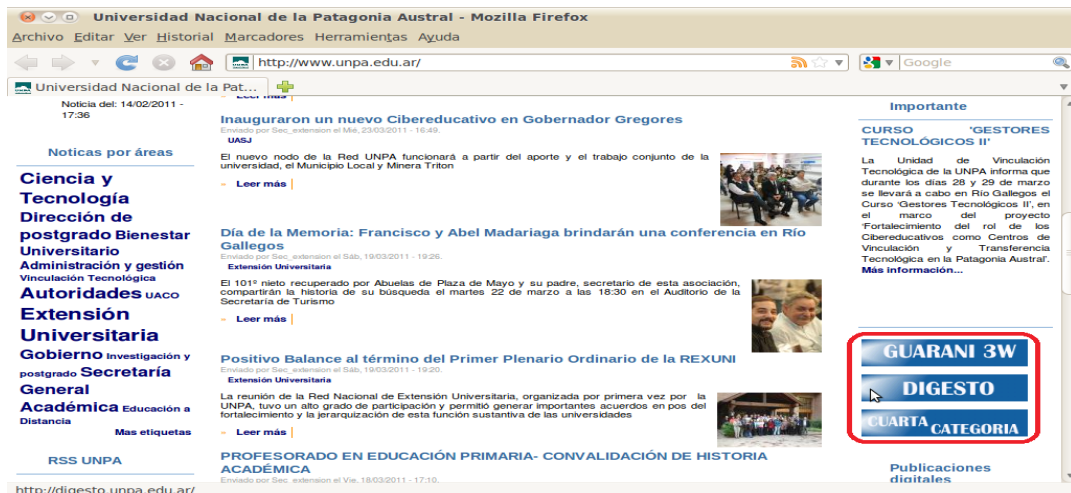 Universidad Nacional de la Patagonia Austral - Mozilla Firefox
Archivo Editar Ver Historial Marcadores Herramientas Ayuda
http://www.unpa.edu.ar/
Google
Universidad Nacional de la Pat...
Noticia del: 14/02/2011 -
17:36
Noticas por áreas
Ciencia y
Tecnología
Dirección de
postgrado Bienestar
Universitario
Administración y gestión
Vinculación Tecnológica
Autoridades UACO
Extensión
Universitaria
Gobierno Investigación y
postgrado Secretaría
General
Académica Educación a
Distancia
Mas etiquetas
RSS UNPA
Leer más
Inauguraron un nuevo Cibereducativo en Gobernador Gregores
Enviado por Sec_extension el Mié, 23/03/2011 - 16:49.
UASJ
El nuevo nodo de la Red UNPA funcionará a partir del aporte y el trabajo conjunto de la
universidad, el Municipio Local y Minera Triton
Leer más
Día de la Memoria: Francisco y Abel Madariaga brindarán una conferencia en Río
Gallegos
Enviado por Sec_extension el Sáb, 19/03/2011 - 19:26.
Extensión Universitaria
El 101º nieto recuperado por Abuelas de Plaza de Mayo y su padre, secretario de esta asociación,
compartirán la historia de su búsqueda el martes 22 de marzo a las 18:30 en el Auditorio de la
Secretaría de Turismo
Leer más
Positivo Balance al término del Primer Plenario Ordinario de la REXUNI
Enviado por Sec_extension el Sáb, 19/03/2011 - 19:20.
Extensión Universitaria
La reunión de la Red Nacional de Extensión Universitaria, organizada por primera vez por la
UNPA, tuvo un alto grado de participación y permitió generar importantes acuerdos en pos del
fortalecimiento y la jerarquización de esta función sustantiva de las universidades
Leer más
PROFESORADO EN EDUCACIÓN PRIMARIA- CONVALIDACIÓN DE HISTORIA
ACADÉMICA
Enviado por Sec_extension el Vie, 18/03/2011 - 17:10.
Importante
CURSO 'GESTORES
TECNOLÓGICOS II'
La Unidad de Vinculación
Tecnológica de la UNPA informa que
durante los días 28 y 29 de marzo
se llevará a cabo en Río Gallegos el
Curso 'Gestores Tecnológicos II', en
el marco del proyecto
'Fortalecimiento del rol de los
Cibereducativos como Centros de
Vinculación y Transferencia
Tecnológica en la Patagonia Austral'.
Más información...
GUARANI 3W
DIGESTO
CUARTA CATEGORIA
Publicaciones
digitales
http://digesto.unpa.edu.ar/